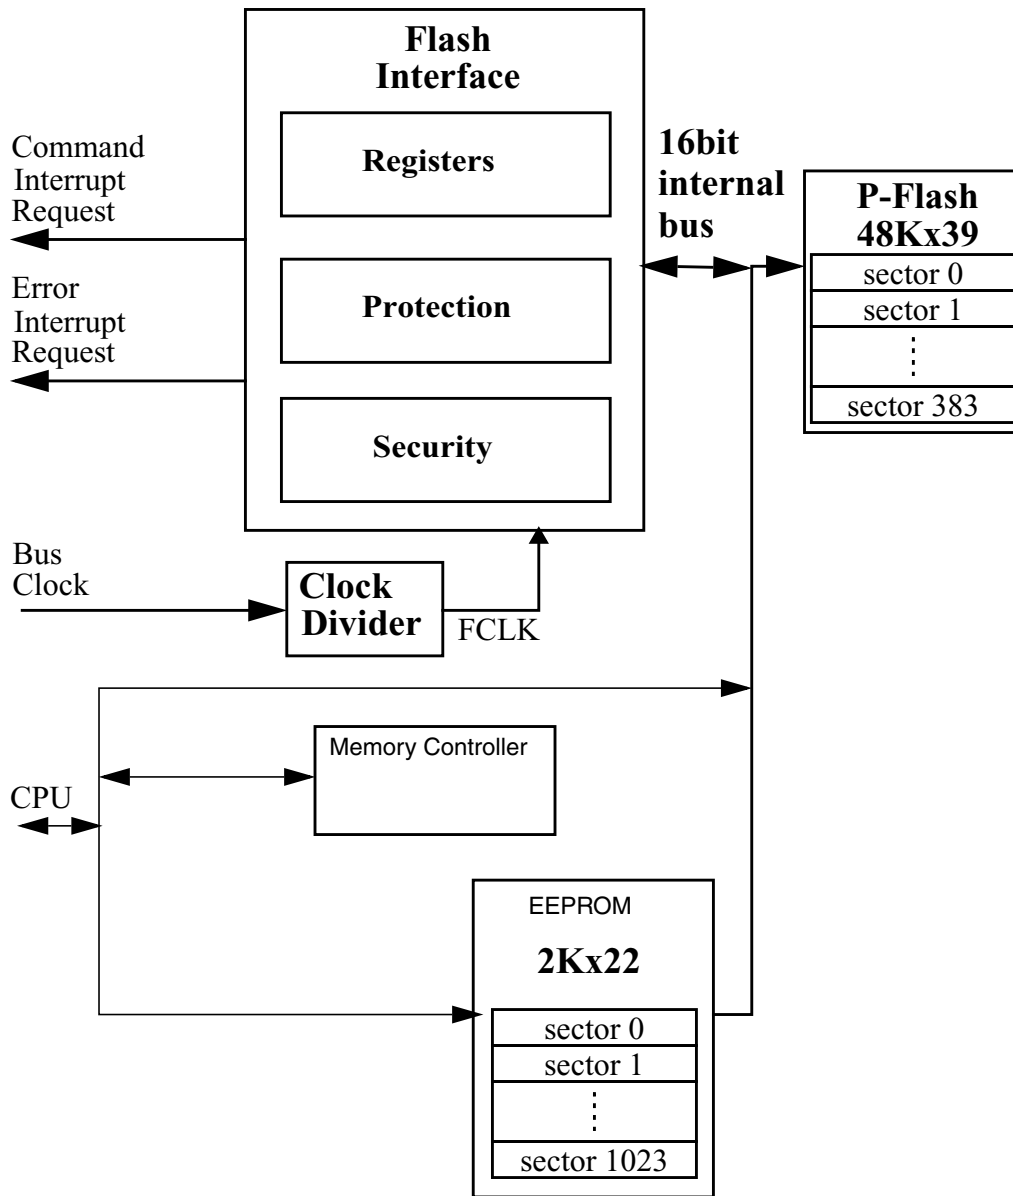 Flash
Interface
Registers
Protection
Security
Command
Interrupt
Request
Error
Interrupt
Request
16bit
internal
bus
P-Flash
48Kx39
sector 0
sector 1
sector 383
Bus
Clock
Clock
Divider
FCLK
Memory Controller
CPU
EEPROM
2Kx22
sector 0
sector 1
sector 1023